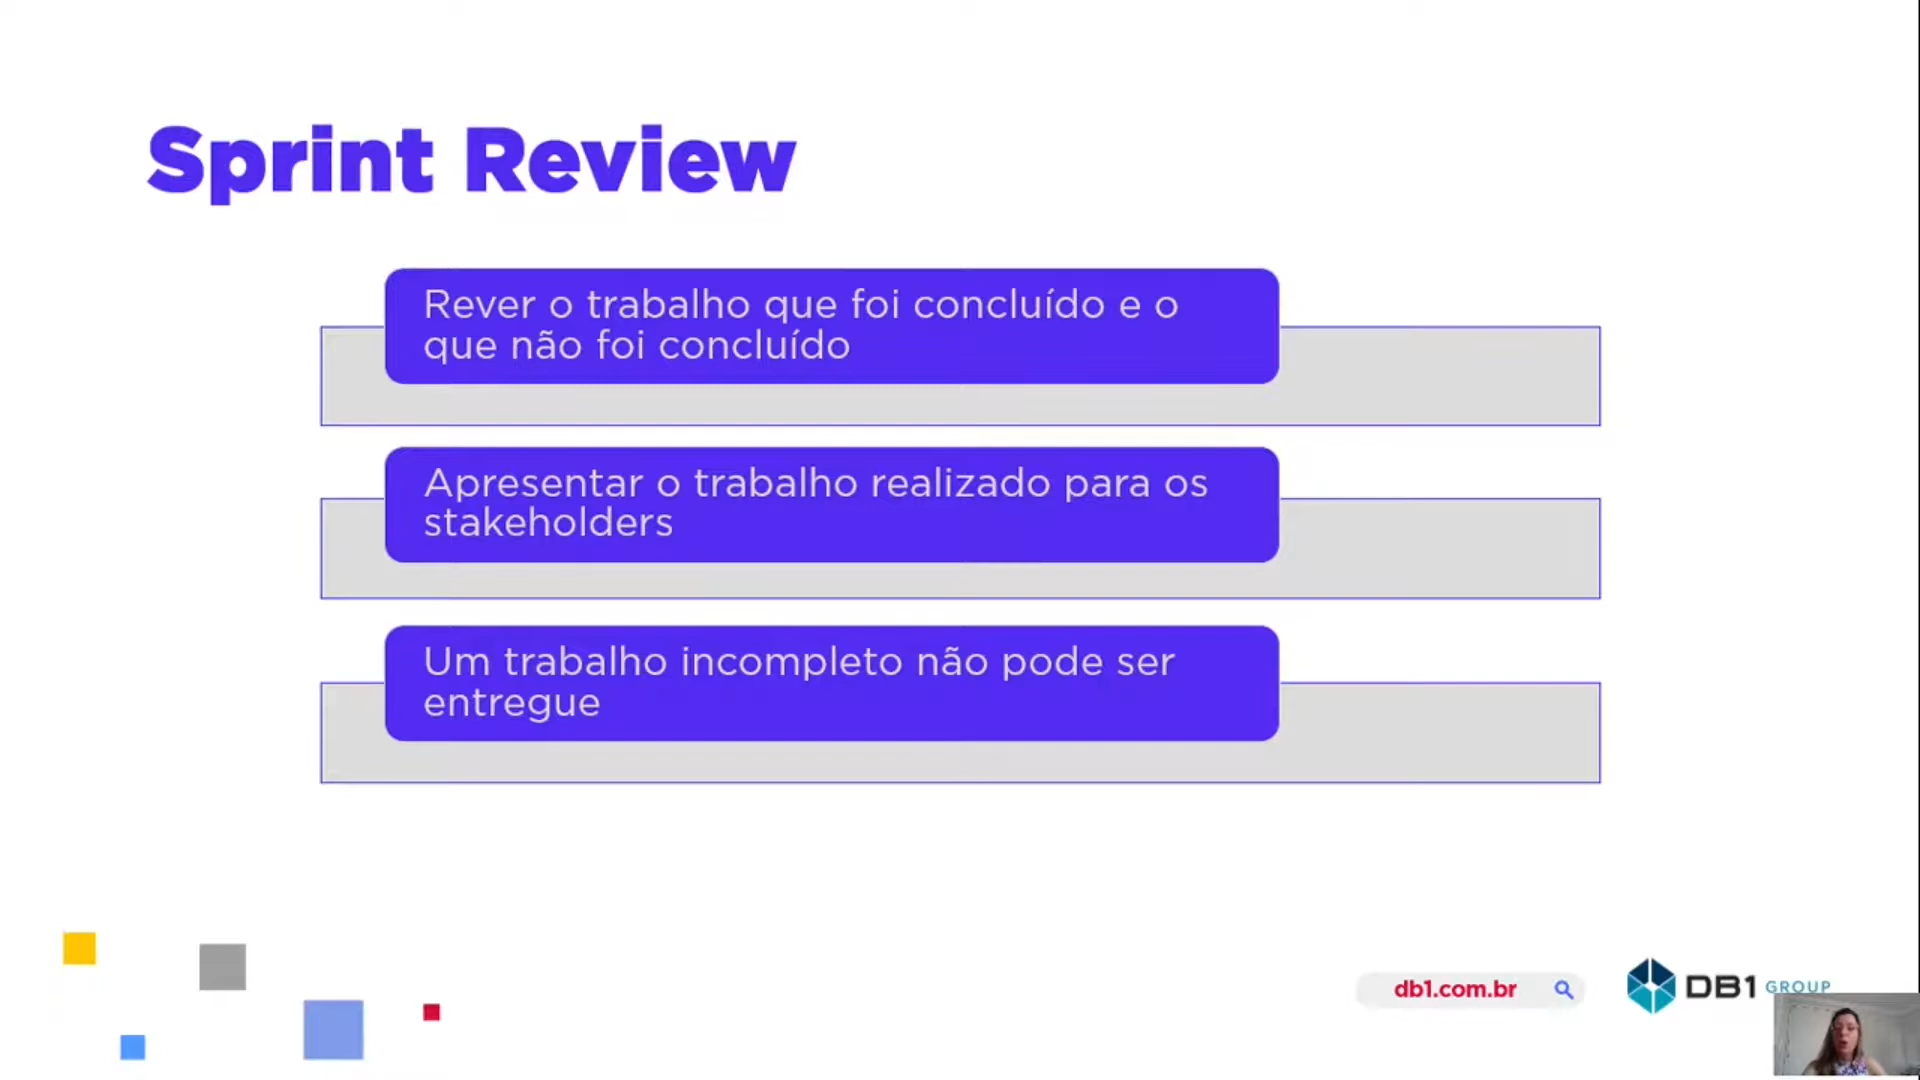 Sprint Review
Rever o trabalho que foi concluído e o
que não foi concluído
Apresentar o trabalho realizado para os
stakeholders
Um trabalho incompleto não pode ser
entregue
db1.com.br
DB1 GROUP